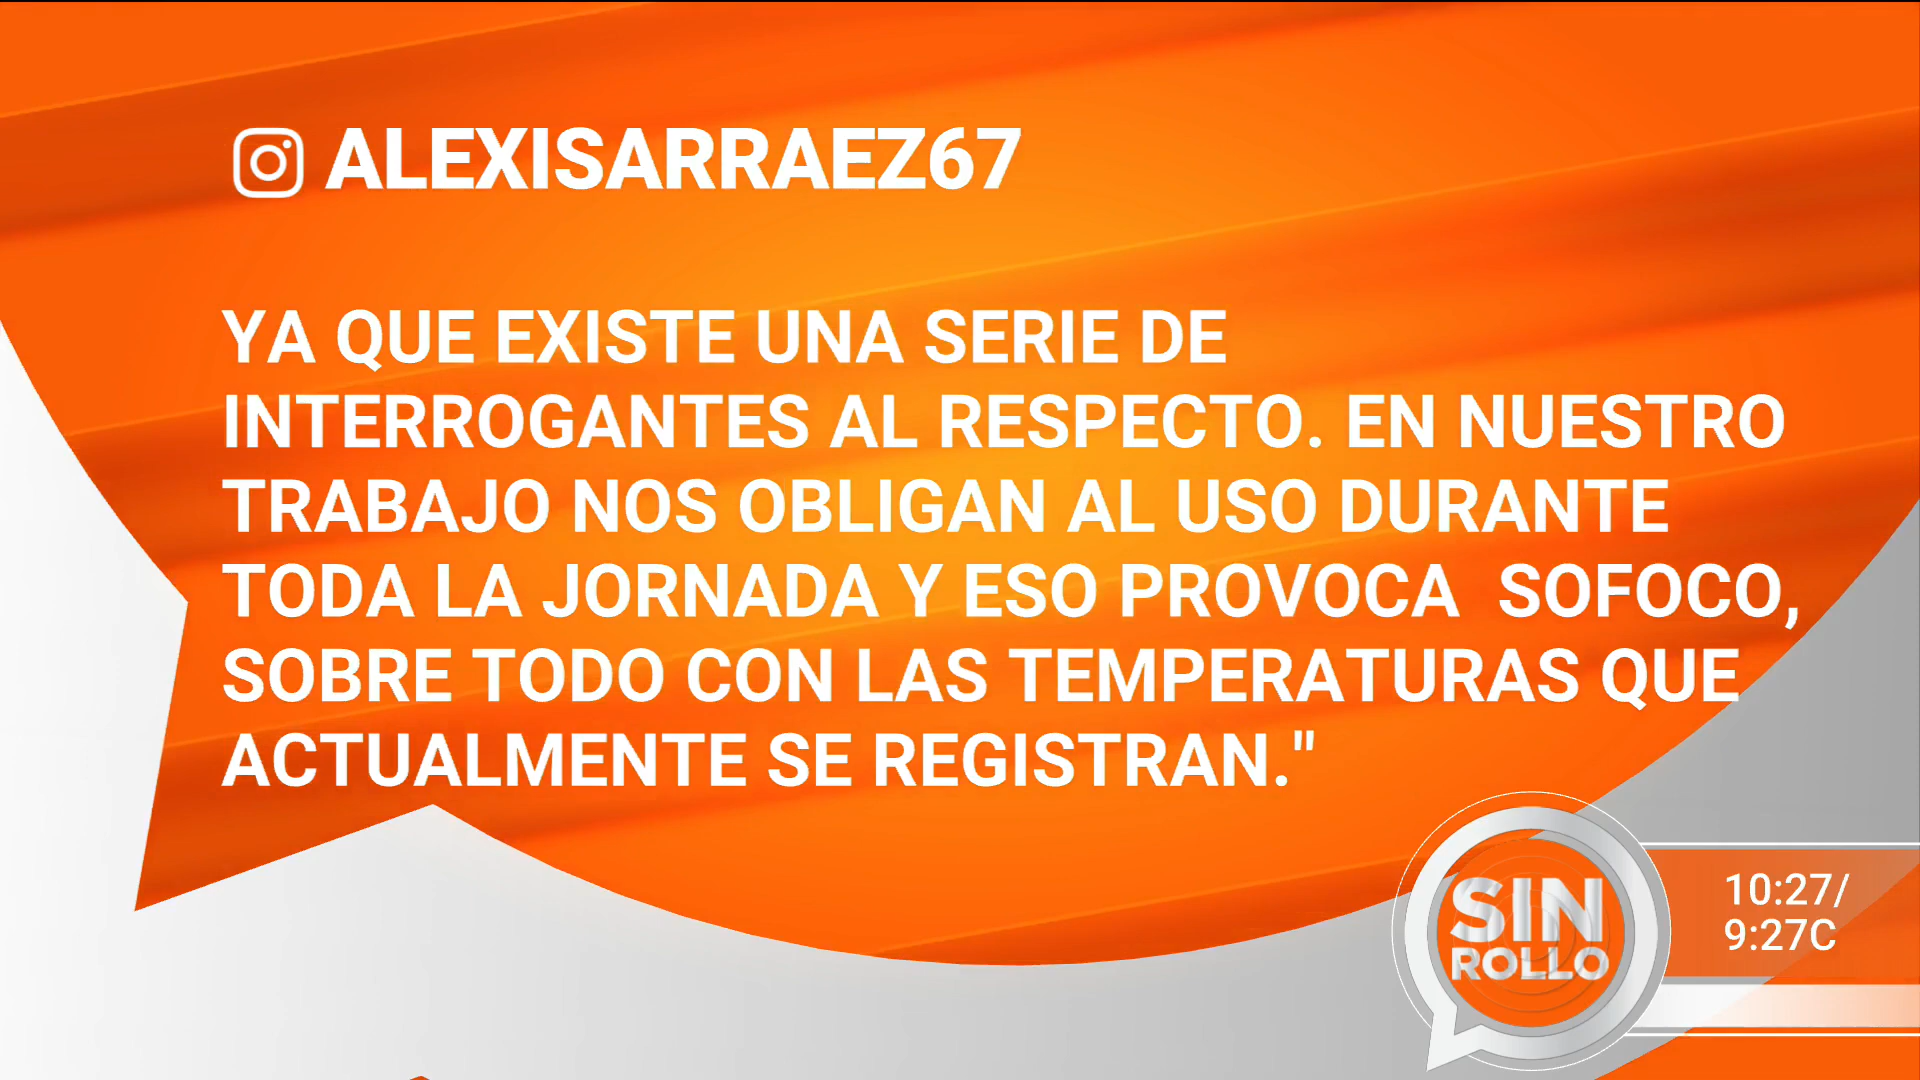 ALEXISARRAEZ67
YA QUE EXISTE UNA SERIE DE
INTERROGANTES AL RESPECTO. EN NUESTRO
TRABAJO NOS OBLIGAN AL USO DURANTE
TODA LA JORNADA Y ESO PROVOCA  SOFOCO,
SOBRE TODO CON LAS TEMPERATURAS QUE
ACTUALMENTE SE REGISTRAN."
SIN
ROLLO
10:27/
9:27C